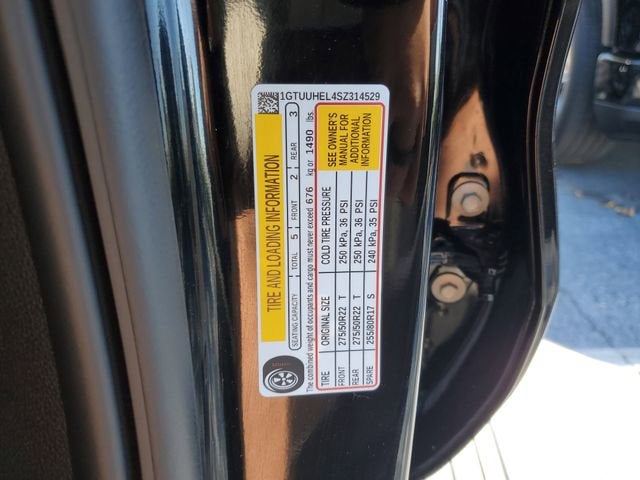 1GTUUHEL4SZ314529
TIRE AND LOADING INFORMATION
SEATING CAPACITY TOTAL 5 FRONT 2 REAR 3
The combined weight of occupants and cargo must never exceed 676 kg or 1490 lbs.
TIRE ORIGINAL SIZE COLD TIRE PRESSURE
FRONT 275/50R22 T 250 kPa, 36 PSI
REAR 275/50R22 T 250 kPa, 36 PSI
SPARE 255/80R17 S 240 kPa, 35 PSI
SEE OWNER'S
MANUAL FOR
ADDITIONAL
INFORMATION